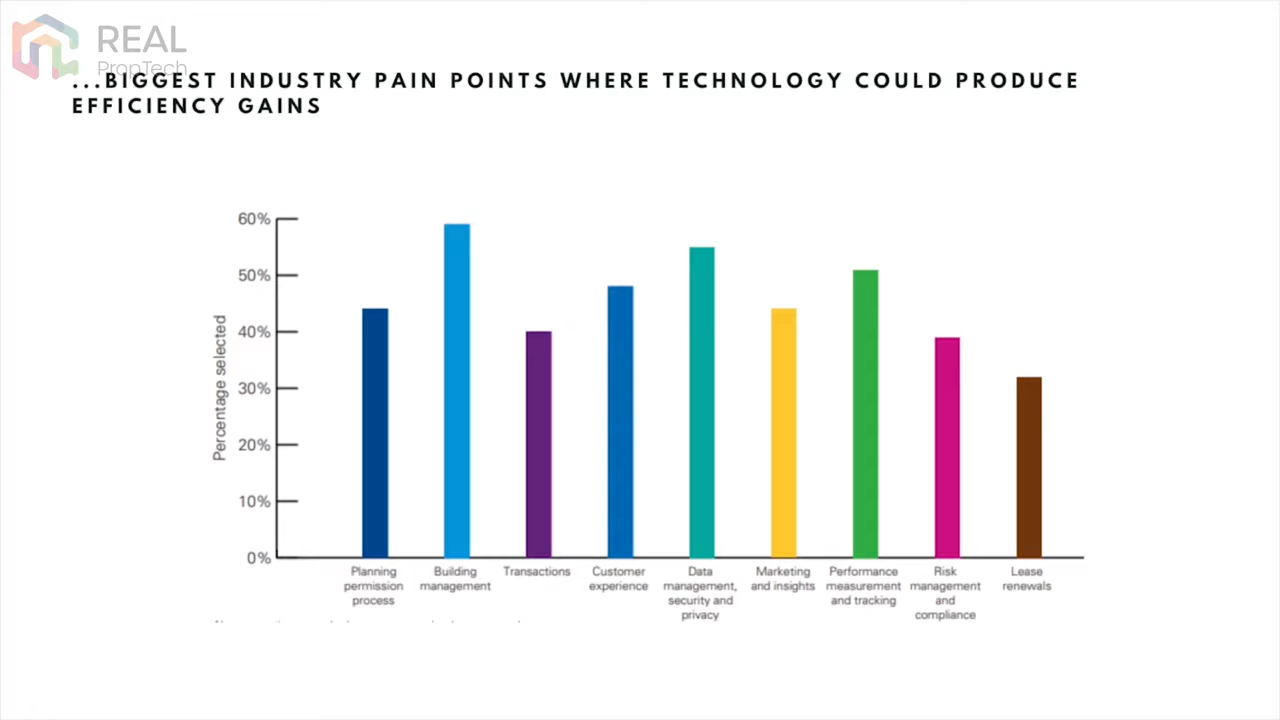 REAL
PropTech
...BIGGEST INDUSTRY PAIN POINTS WHERE TECHNOLOGY COULD PRODUCE
EFFICIENCY GAINS
Percentage selected
60%
50%
40%
30%
20%
10%
0%
Planning
permission
process
Building
management
Transactions
Customer
experience
Data
management,
security and
privacy
Marketing
and insights
Performance
measurement
and tracking
Risk
management
and
compliance
Lease
renewals